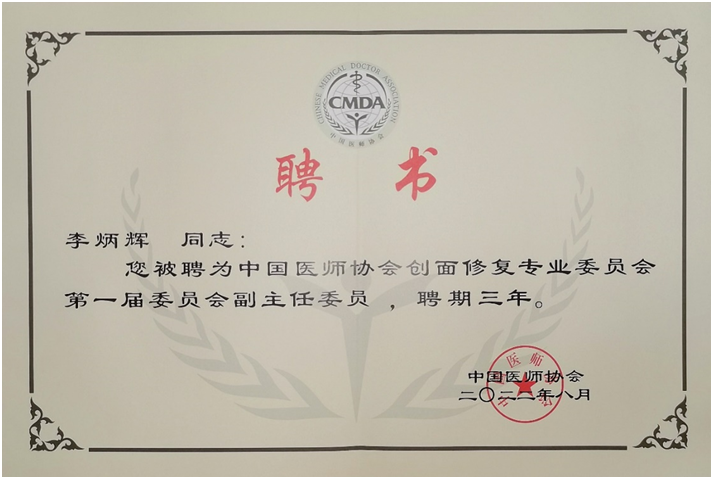 CHINESE MEDICAL DOCTOR ASSOCIATION
CMDA
中国医师协会
聘 书
李炳辉 同志：
您被聘为中国医师协会创面修复专业委员会
第一届委员会副主任委员，聘期三年。
中国医师协会
二〇二二年八月